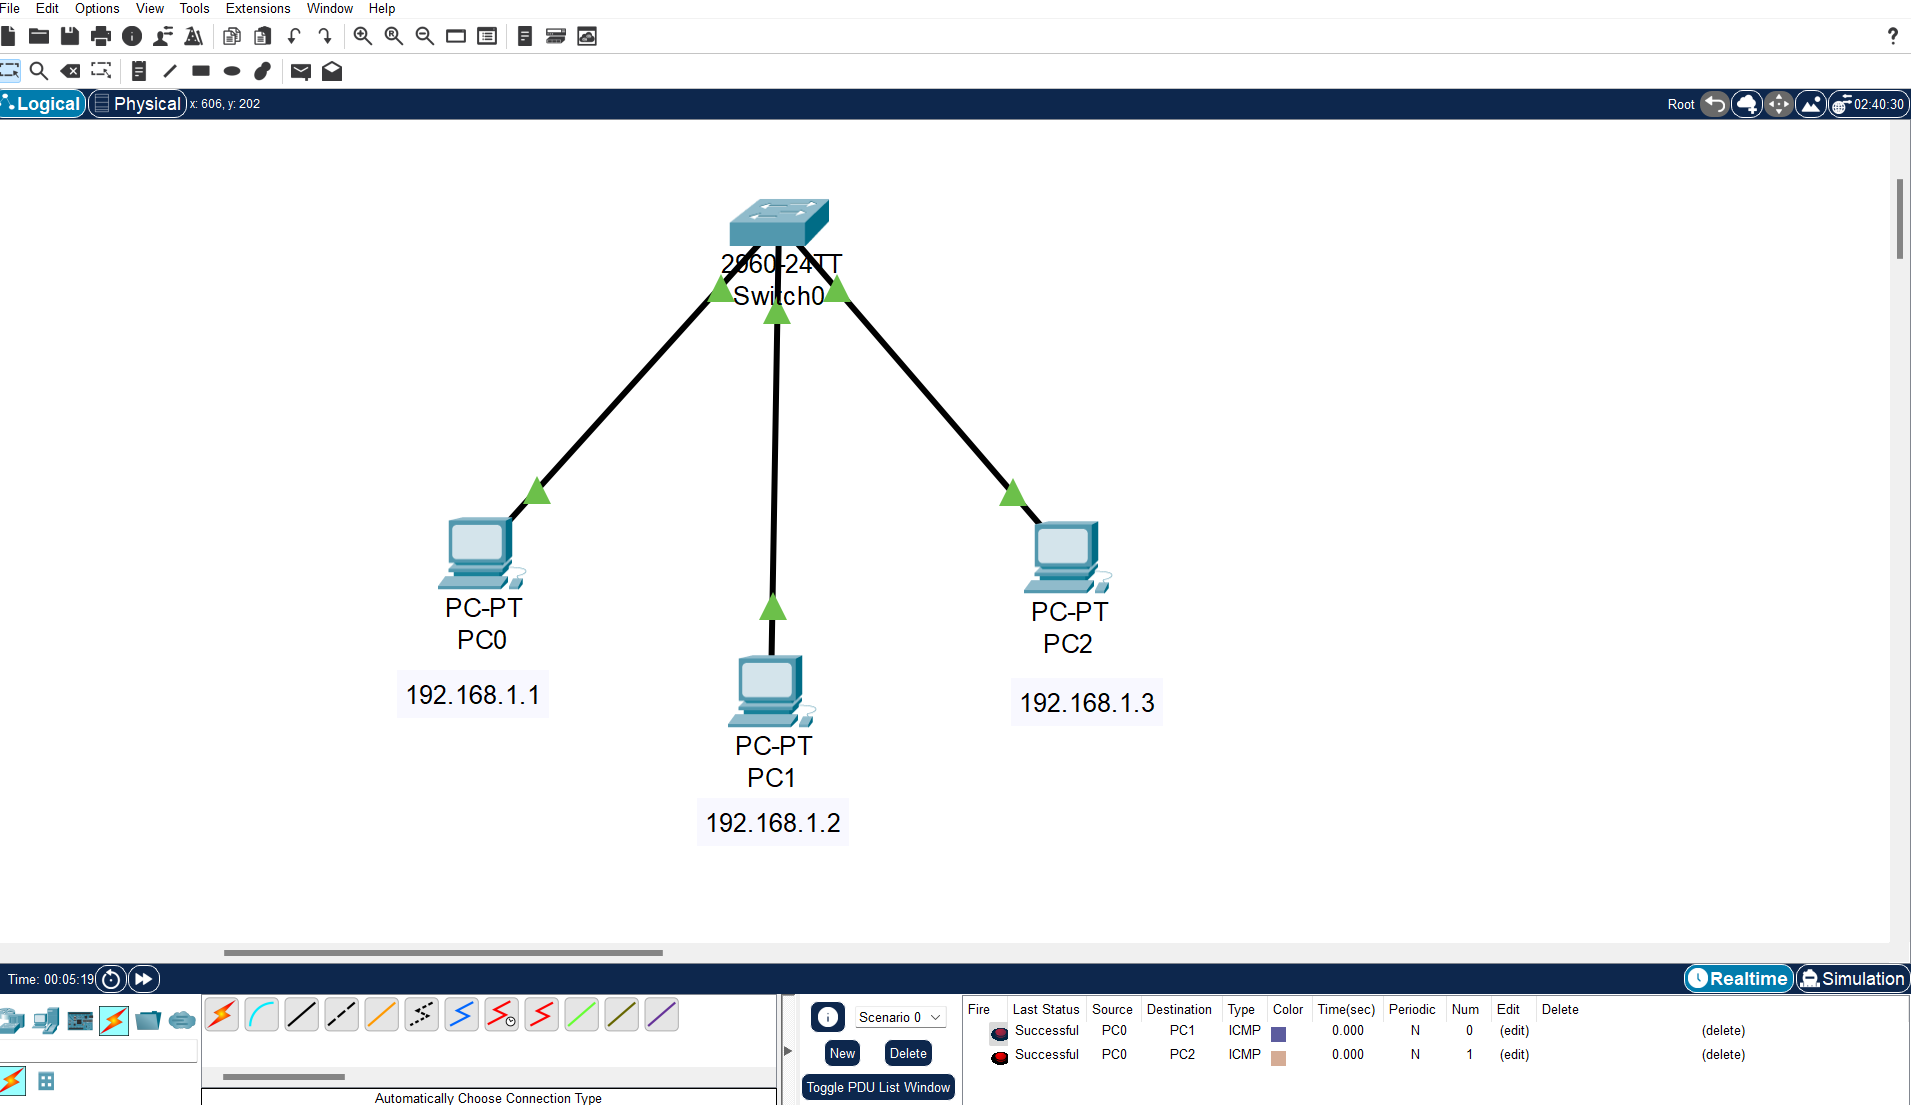 File Edit Options View Tools Extensions Window Help
Logical Physical x: 606, y: 202 Root 02:40:30
2960-24TT
Switch0
PC-PT
PC0
192.168.1.1
PC-PT
PC2
192.168.1.3
PC-PT
PC1
192.168.1.2
Time: 00:05:19 Realtime Simulation
Scenario 0
New Delete
Toggle PDU List Window
Fire Last Status Source Destination Type Color Time(sec) Periodic Num Edit Delete
Successful PC0 PC1 ICMP 0.000 N 0 (edit) (delete)
Successful PC0 PC2 ICMP 0.000 N 1 (edit) (delete)
Automatically Choose Connection Type